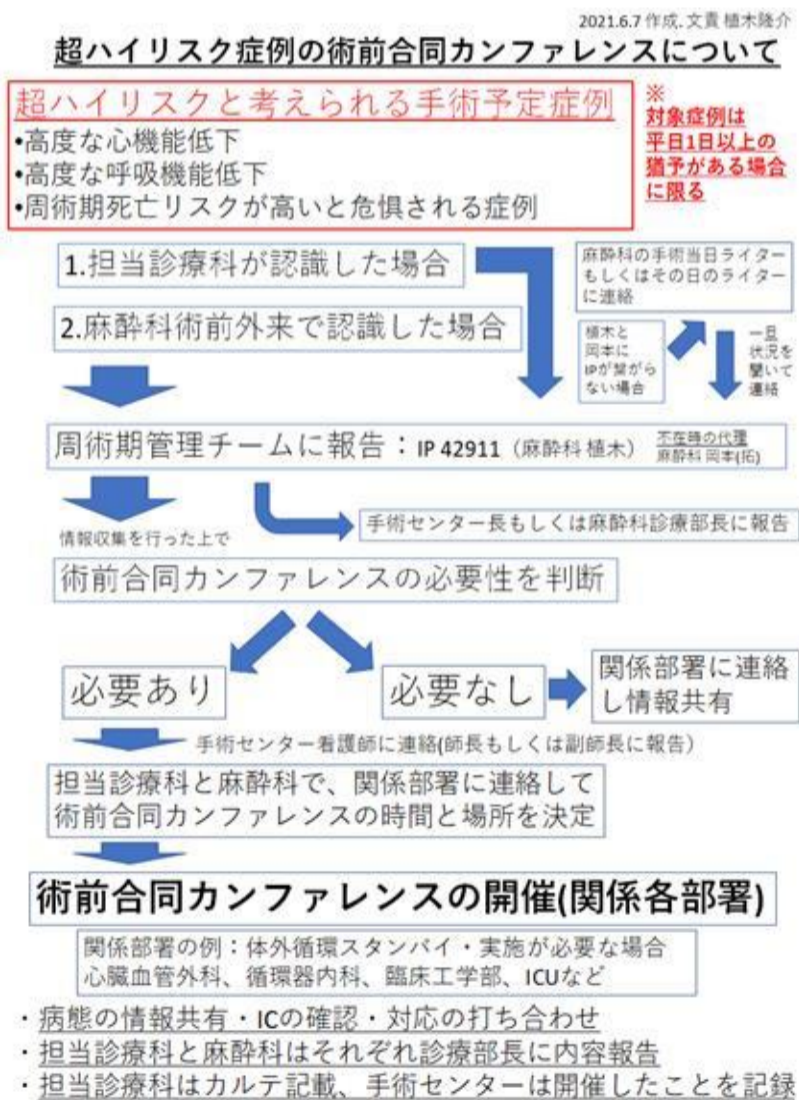 2021.6.7 作成. 文責 植木隆介
超ハイリスク症例の術前合同カンファレンスについて
超ハイリスクと考えられる手術予定症例
•高度な心機能低下
•高度な呼吸機能低下
•周術期死亡リスクが高いと危惧される症例
※
対象症例は
平日1日以上の
猶予がある場合
に限る
1.担当診療科が認識した場合
2.麻酔科術前外来で認識した場合
麻酔科の手術当日ライター
もしくはその日のライター
に連絡
植木と
岡本に
IPが繋がら
ない場合
一旦
状況を
聞いて
連絡
周術期管理チームに報告：IP 42911（麻酔科 植木）
不在時の代理
麻酔科 岡本(拓)
手術センター長もしくは麻酔科診療部長に報告
情報収集を行った上で
術前合同カンファレンスの必要性を判断
必要あり
必要なし
関係部署に連絡
し情報共有
手術センター看護師に連絡(師長もしくは副師長に報告）
担当診療科と麻酔科で、関係部署に連絡して
術前合同カンファレンスの時間と場所を決定
術前合同カンファレンスの開催(関係各部署)
関係部署の例：体外循環スタンバイ・実施が必要な場合
心臓血管外科、循環器内科、臨床工学部、ICUなど
・病態の情報共有・ICの確認・対応の打ち合わせ
・担当診療科と麻酔科はそれぞれ診療部長に内容報告
・担当診療科はカルテ記載、手術センターは開催したことを記録